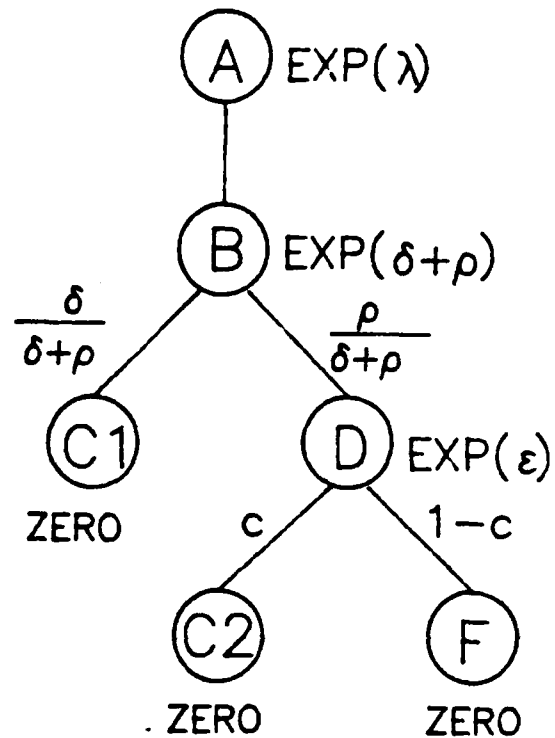 A EXP(λ)
B EXP(δ+ρ)
δ/δ+ρ ρ/δ+ρ
C1 D EXP(ε)
ZERO c 1-c
C2 F
ZERO ZERO